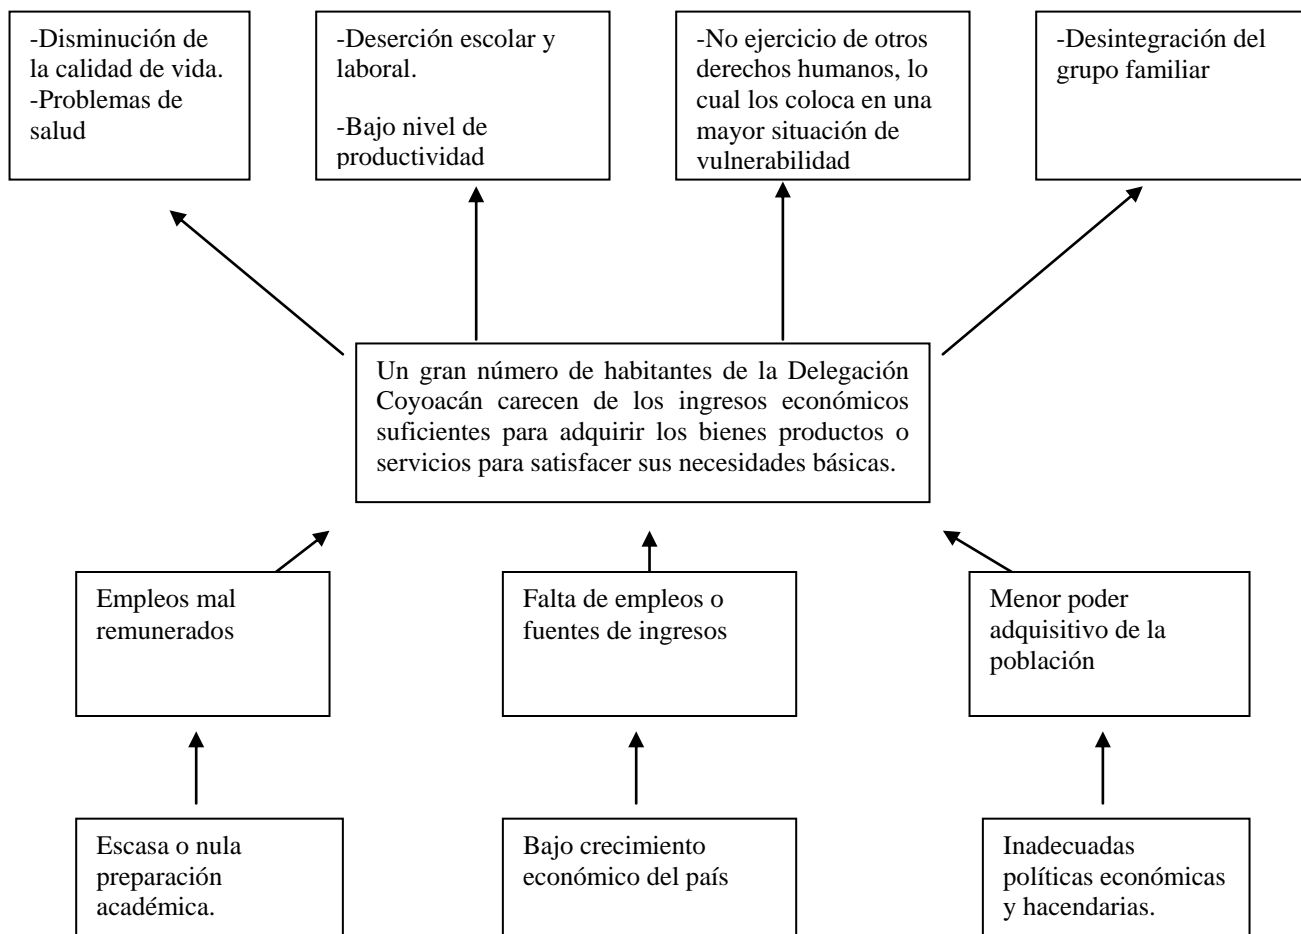 -Disminución de
la calidad de vida.
-Problemas de
salud
-Deserción escolar y
laboral.
-Bajo nivel de
productividad
-No ejercicio de otros
derechos humanos, lo
cual los coloca en una
mayor situación de
vulnerabilidad
-Desintegración del
grupo familiar
Un gran número de habitantes de la Delegación
Coyoacán carecen de los ingresos económicos
suficientes para adquirir los bienes productos o
servicios para satisfacer sus necesidades básicas.
Empleos mal
remunerados
Falta de empleos o
fuentes de ingresos
Menor poder
adquisitivo de la
población
Escasa o nula
preparación
académica.
Bajo crecimiento
económico del país
Inadecuadas
políticas económicas
y hacendarias.